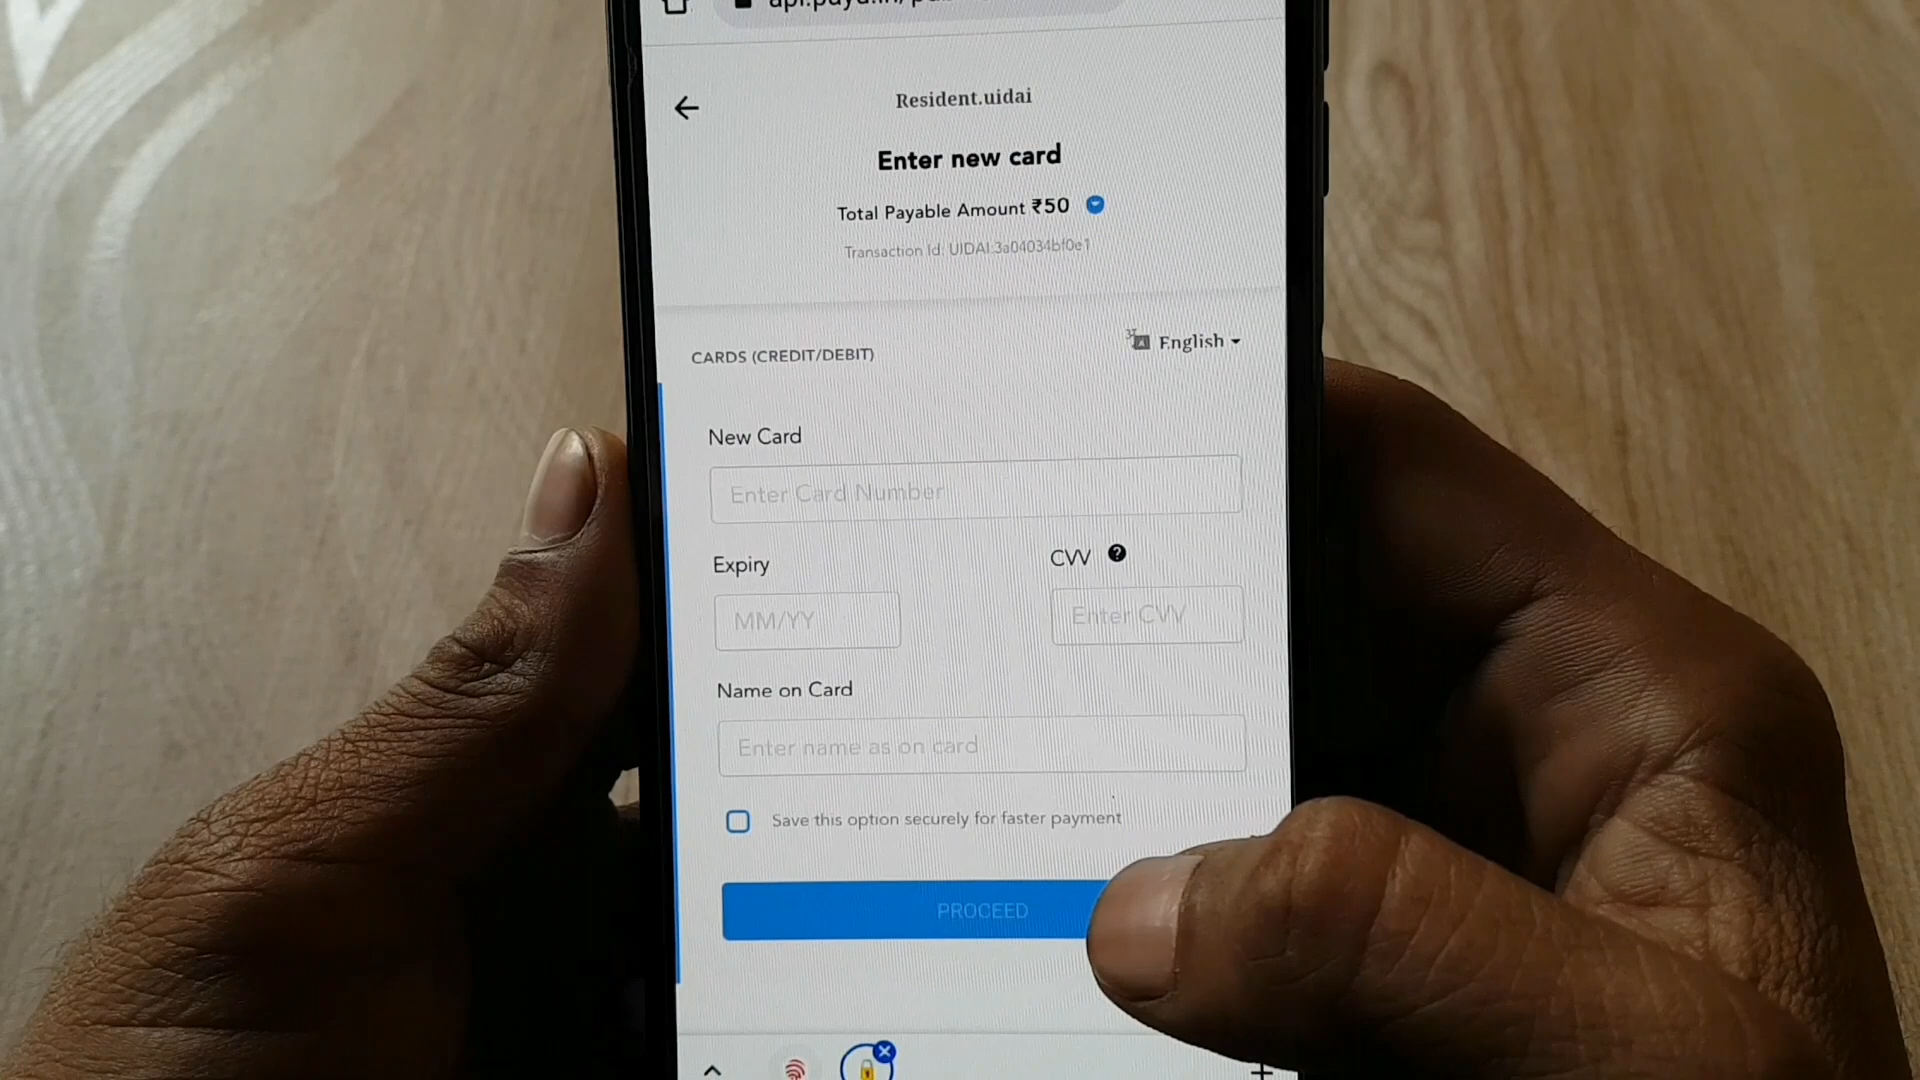 Resident.uidai
Enter new card
Total Payable Amount ₹50
Transaction Id: UIDAI:3a04034bf0e1
CARDS (CREDIT/DEBIT)
English
New Card
Enter Card Number
Expiry
CVV
MM/YY
Enter CVV
Name on Card
Enter name as on card
Save this option securely for faster payment
PROCEED